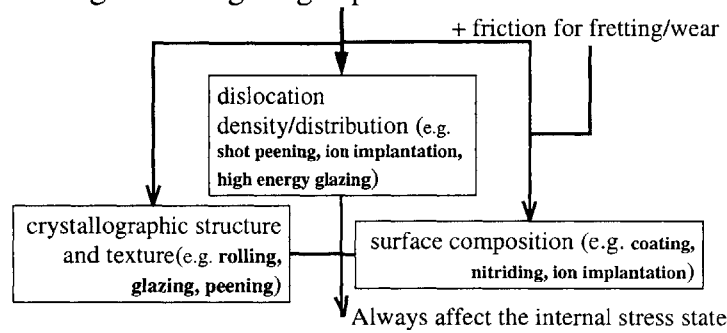 + friction for fretting/wear
dislocation
density/distribution (e.g.
shot peening, ion implantation,
high energy glazing)
crystallographic structure
and texture(e.g. rolling,
glazing, peening)
surface composition (e.g. coating,
nitriding, ion implantation)
Always affect the internal stress state